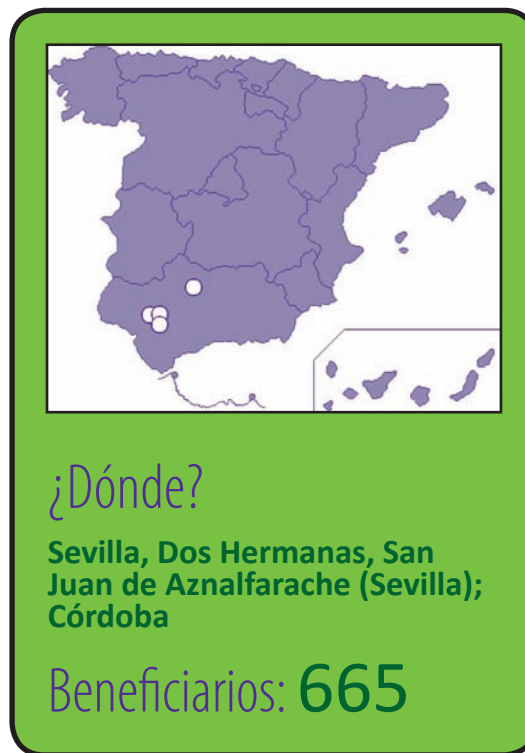 ¿Dónde?
Sevilla, Dos Hermanas, San
Juan de Aznalfarache (Sevilla);
Córdoba
Beneficiarios: 665